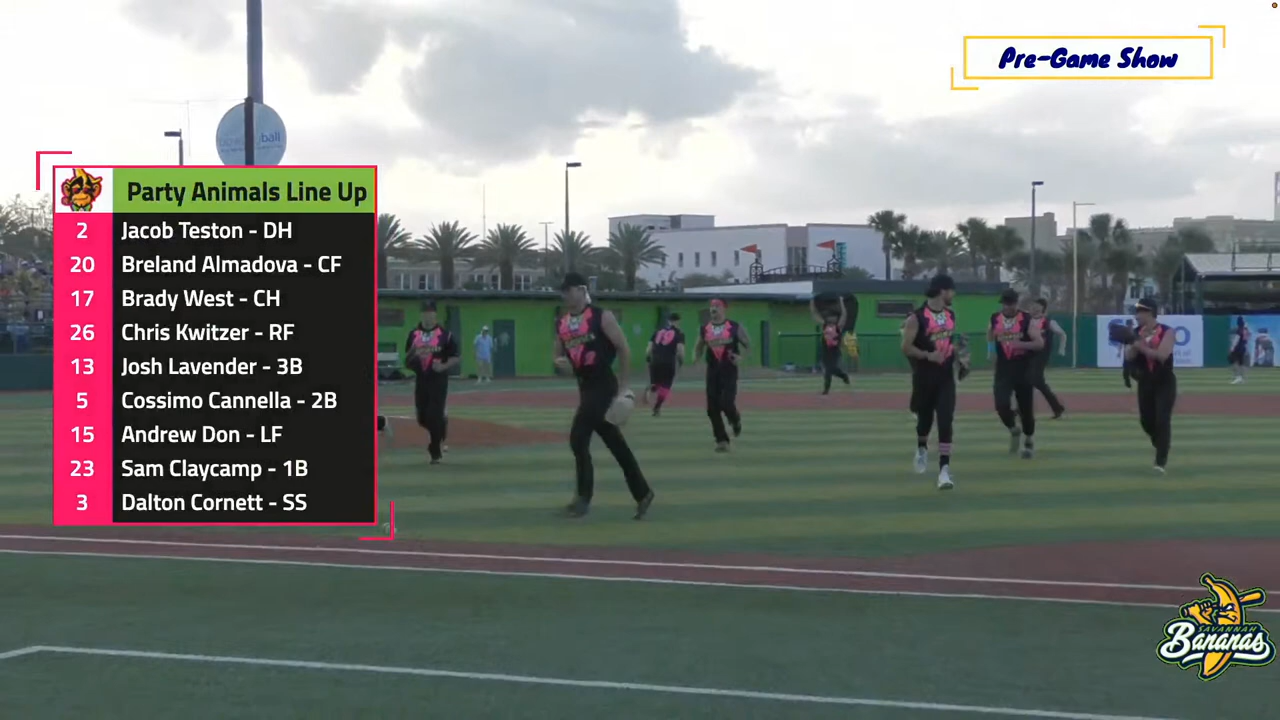 Pre-Game Show
ball
Party Animals Line Up
2 Jacob Teston - DH
20 Breland Almadova - CF
17 Brady West - CH
26 Chris Kwitzer - RF
13 Josh Lavender - 3B
5 Cossimo Cannella - 2B
15 Andrew Don - LF
23 Sam Claycamp - 1B
3 Dalton Cornett - SS
19
SAVANNAH
Bananas